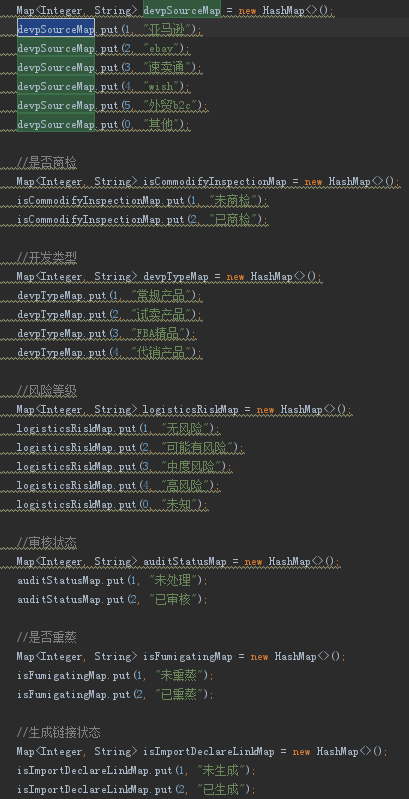 Map<Integer, String> devpSourceMap = new HashMap<>();
devpSourceMap.put(1, "亚马逊");
devpSourceMap.put(2, "ebay");
devpSourceMap.put(3, "速卖通");
devpSourceMap.put(4, "wish");
devpSourceMap.put(5, "外贸b2c");
devpSourceMap.put(0, "其他");
//是否商检
Map<Integer, String> isCommodifyInspectionMap = new HashMap<>();
isCommodifyInspectionMap.put(1, "未商检");
isCommodifyInspectionMap.put(2, "已商检");
//开发类型
Map<Integer, String> devpTypeMap = new HashMap<>();
devpTypeMap.put(1, "常规产品");
devpTypeMap.put(2, "试卖产品");
devpTypeMap.put(3, "FBA精品");
devpTypeMap.put(4, "代销产品");
//风险等级
Map<Integer, String> logisticsRiskMap = new HashMap<>();
logisticsRiskMap.put(1, "无风险");
logisticsRiskMap.put(2, "可能有风险");
logisticsRiskMap.put(3, "中度风险");
logisticsRiskMap.put(4, "高风险");
logisticsRiskMap.put(0, "未知");
//审核状态
Map<Integer, String> auditStatusMap = new HashMap<>();
auditStatusMap.put(1, "未处理");
auditStatusMap.put(2, "已审核");
//是否熏蒸
Map<Integer, String> isFumigatingMap = new HashMap<>();
isFumigatingMap.put(1, "未熏蒸");
isFumigatingMap.put(2, "已熏蒸");
//生成链接状态
Map<Integer, String> isImportDeclareLinkMap = new HashMap<>();
isImportDeclareLinkMap.put(1, "未生成");
isImportDeclareLinkMap.put(2, "已生成");